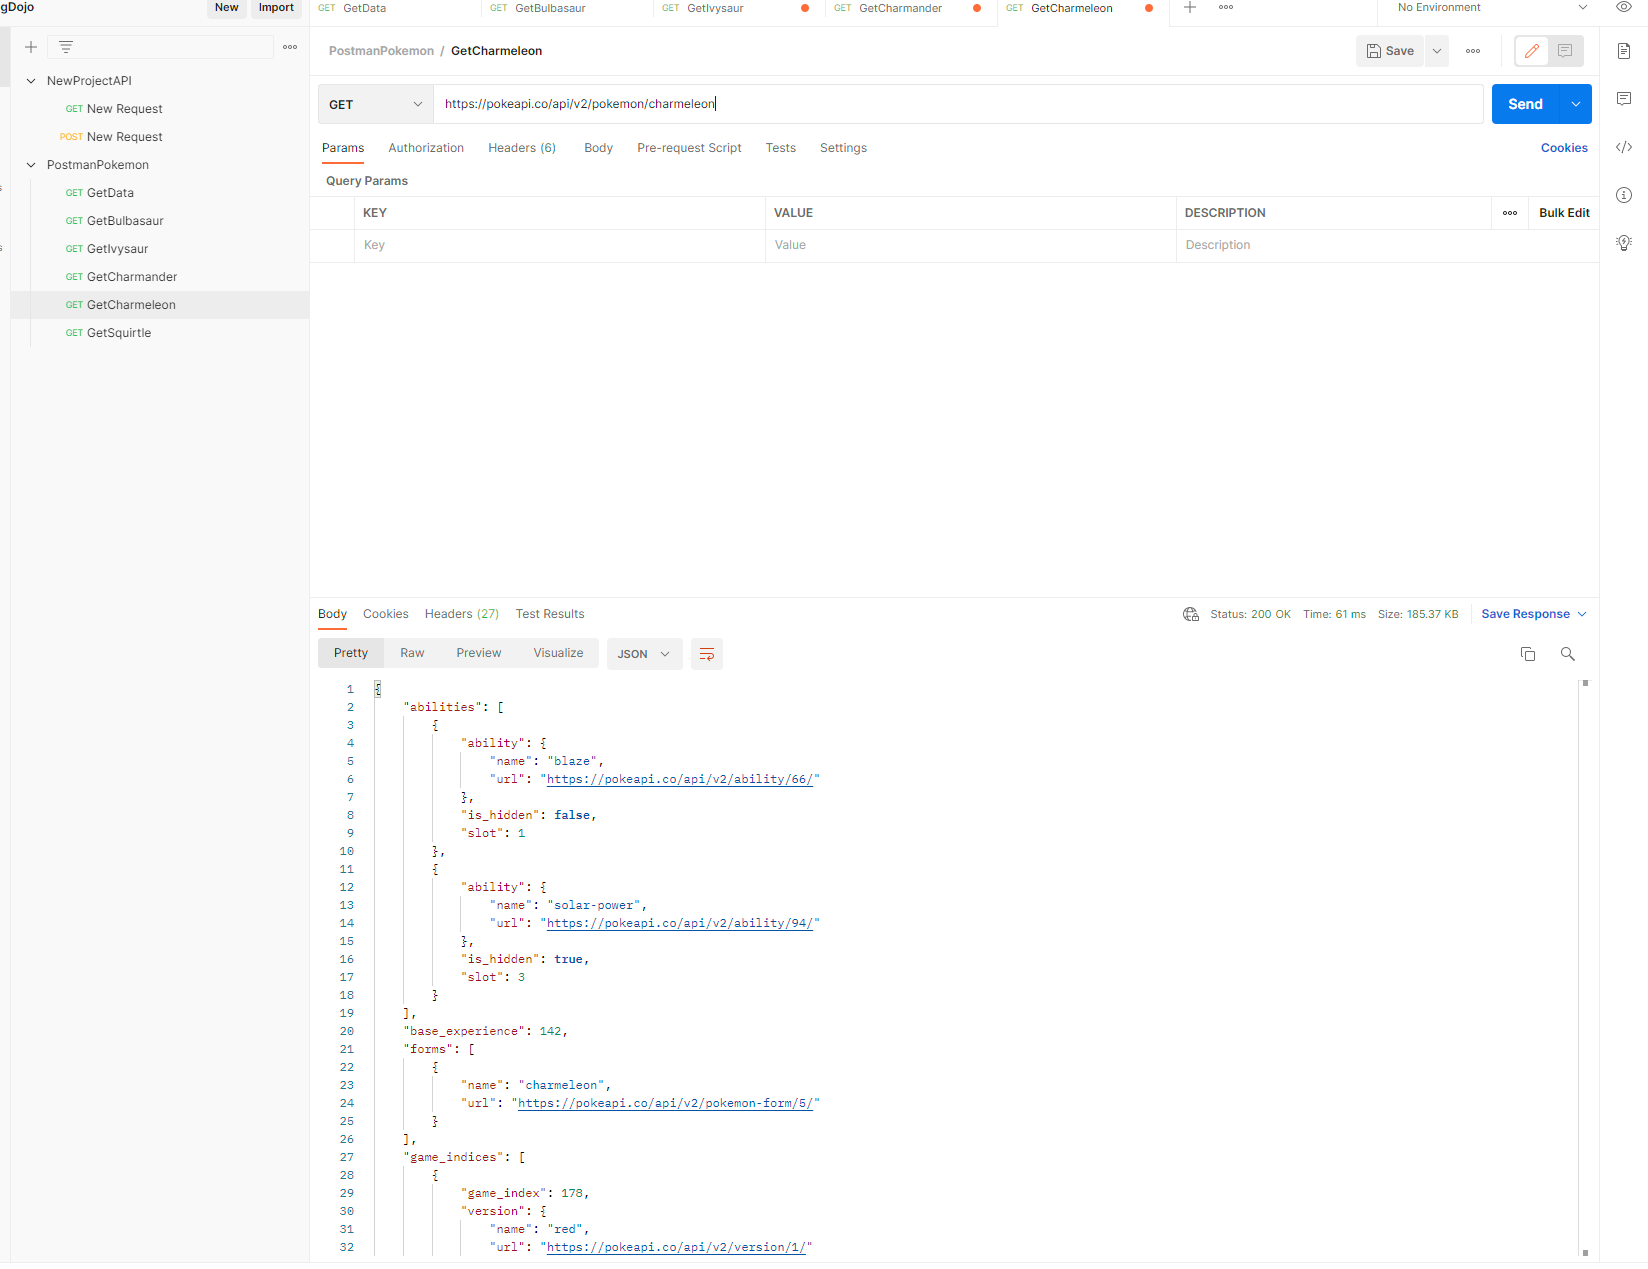 gDojo New Import
GET GetData GET GetBulbasaur GET GetIvysaur GET GetCharmander GET GetCharmeleon No Environment
PostmanPokemon / GetCharmeleon Save
NewProjectAPI
GET New Request
POST New Request
PostmanPokemon
GET GetData
GET GetBulbasaur
GET GetIvysaur
GET GetCharmander
GET GetCharmeleon
GET GetSquirtle
GET https://pokeapi.co/api/v2/pokemon/charmeleon Send
Params Authorization Headers (6) Body Pre-request Script Tests Settings Cookies
Query Params
KEY VALUE DESCRIPTION Bulk Edit
Key Value Description
Body Cookies Headers (27) Test Results Status: 200 OK Time: 61 ms Size: 185.37 KB Save Response
Pretty Raw Preview Visualize JSON
1 {
2 "abilities": [
3 {
4 "ability": {
5 "name": "blaze",
6 "url": "https://pokeapi.co/api/v2/ability/66/"
7 },
8 "is_hidden": false,
9 "slot": 1
10 },
11 {
12 "ability": {
13 "name": "solar-power",
14 "url": "https://pokeapi.co/api/v2/ability/94/"
15 },
16 "is_hidden": true,
17 "slot": 3
18 }
19 ],
20 "base_experience": 142,
21 "forms": [
22 {
23 "name": "charmeleon",
24 "url": "https://pokeapi.co/api/v2/pokemon-form/5/"
25 }
26 ],
27 "game_indices": [
28 {
29 "game_index": 178,
30 "version": {
31 "name": "red",
32 "url": "https://pokeapi.co/api/v2/version/1/"